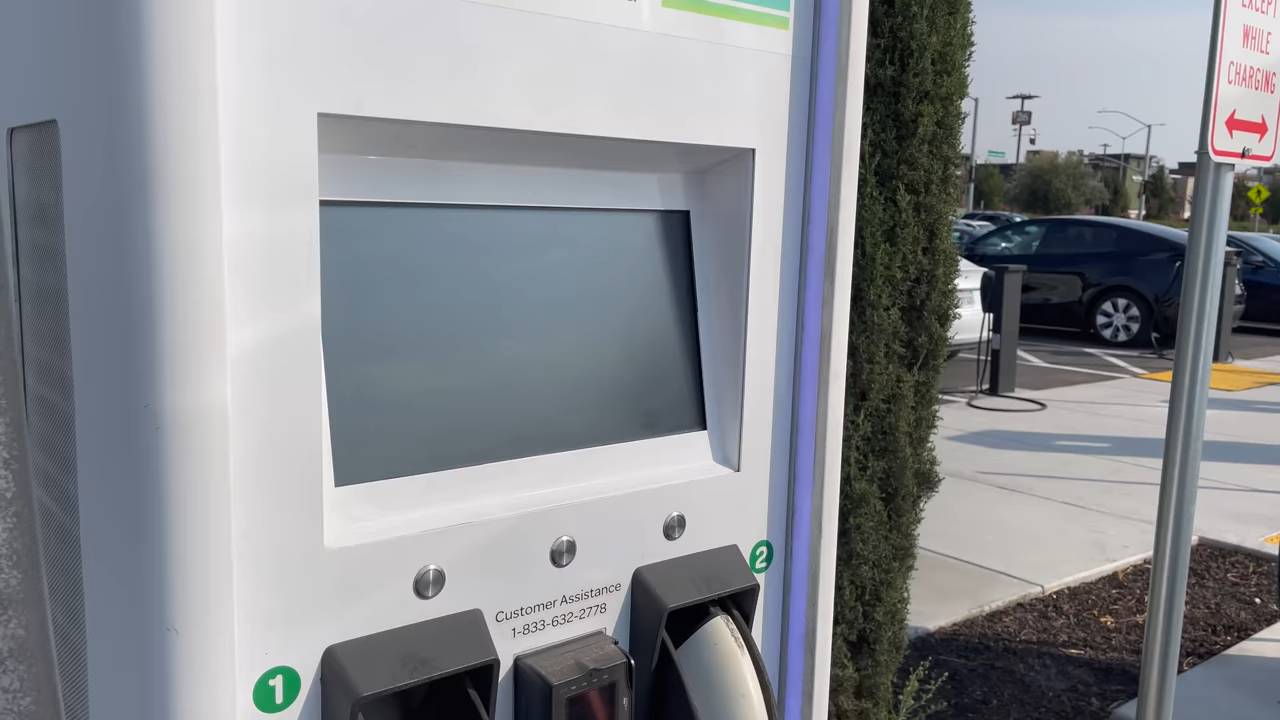 EXCEPT
WHILE
CHARGING
2
Customer Assistance
1-833-632-2778
1